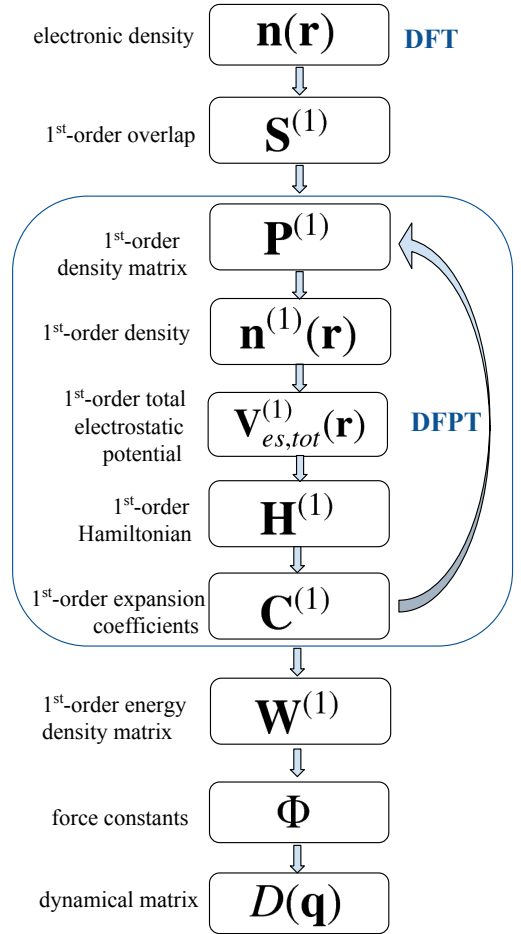 electronic density n(r) DFT
1st-order overlap S(1)
1st-order
density matrix
P(1)
1st-order density n(1)(r)
1st-order total
electrostatic
potential
V(1)es,tot(r)
DFPT
1st-order
Hamiltonian
H(1)
1st-order expansion
coefficients
C(1)
1st-order energy
density matrix
W(1)
force constants Φ
dynamical matrix D(q)